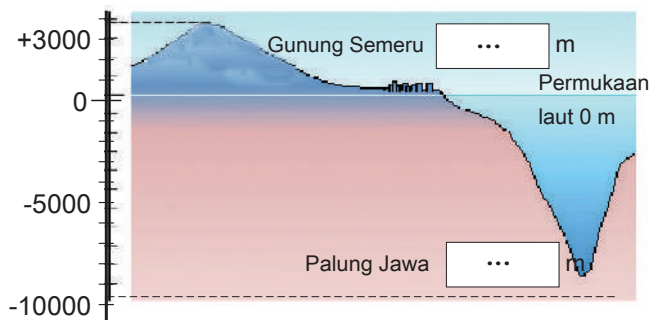 +3000
Gunung Semeru ... m
Permukaan
0
laut 0 m
-5000
Palung Jawa ... m
-10000